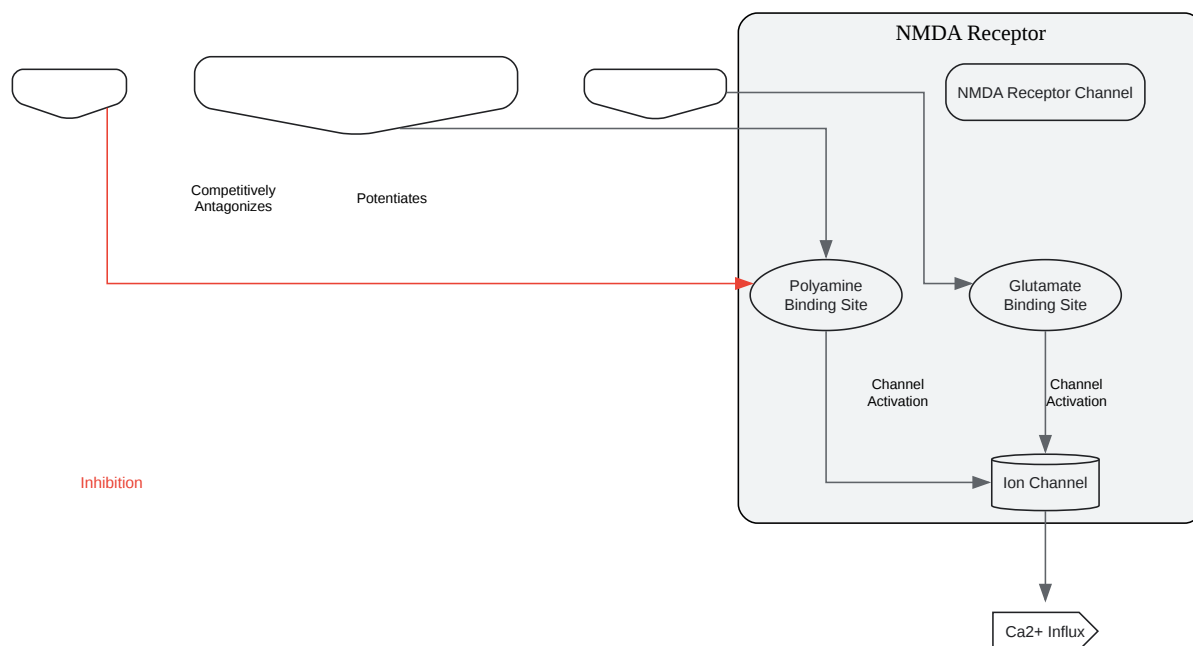 NMDA Receptor
NMDA Receptor Channel
Competitively
Antagonizes
Potentiates
Polyamine
Binding Site
Glutamate
Binding Site
Channel
Activation
Channel
Activation
Inhibition
Ion Channel
Ca2+ Influx